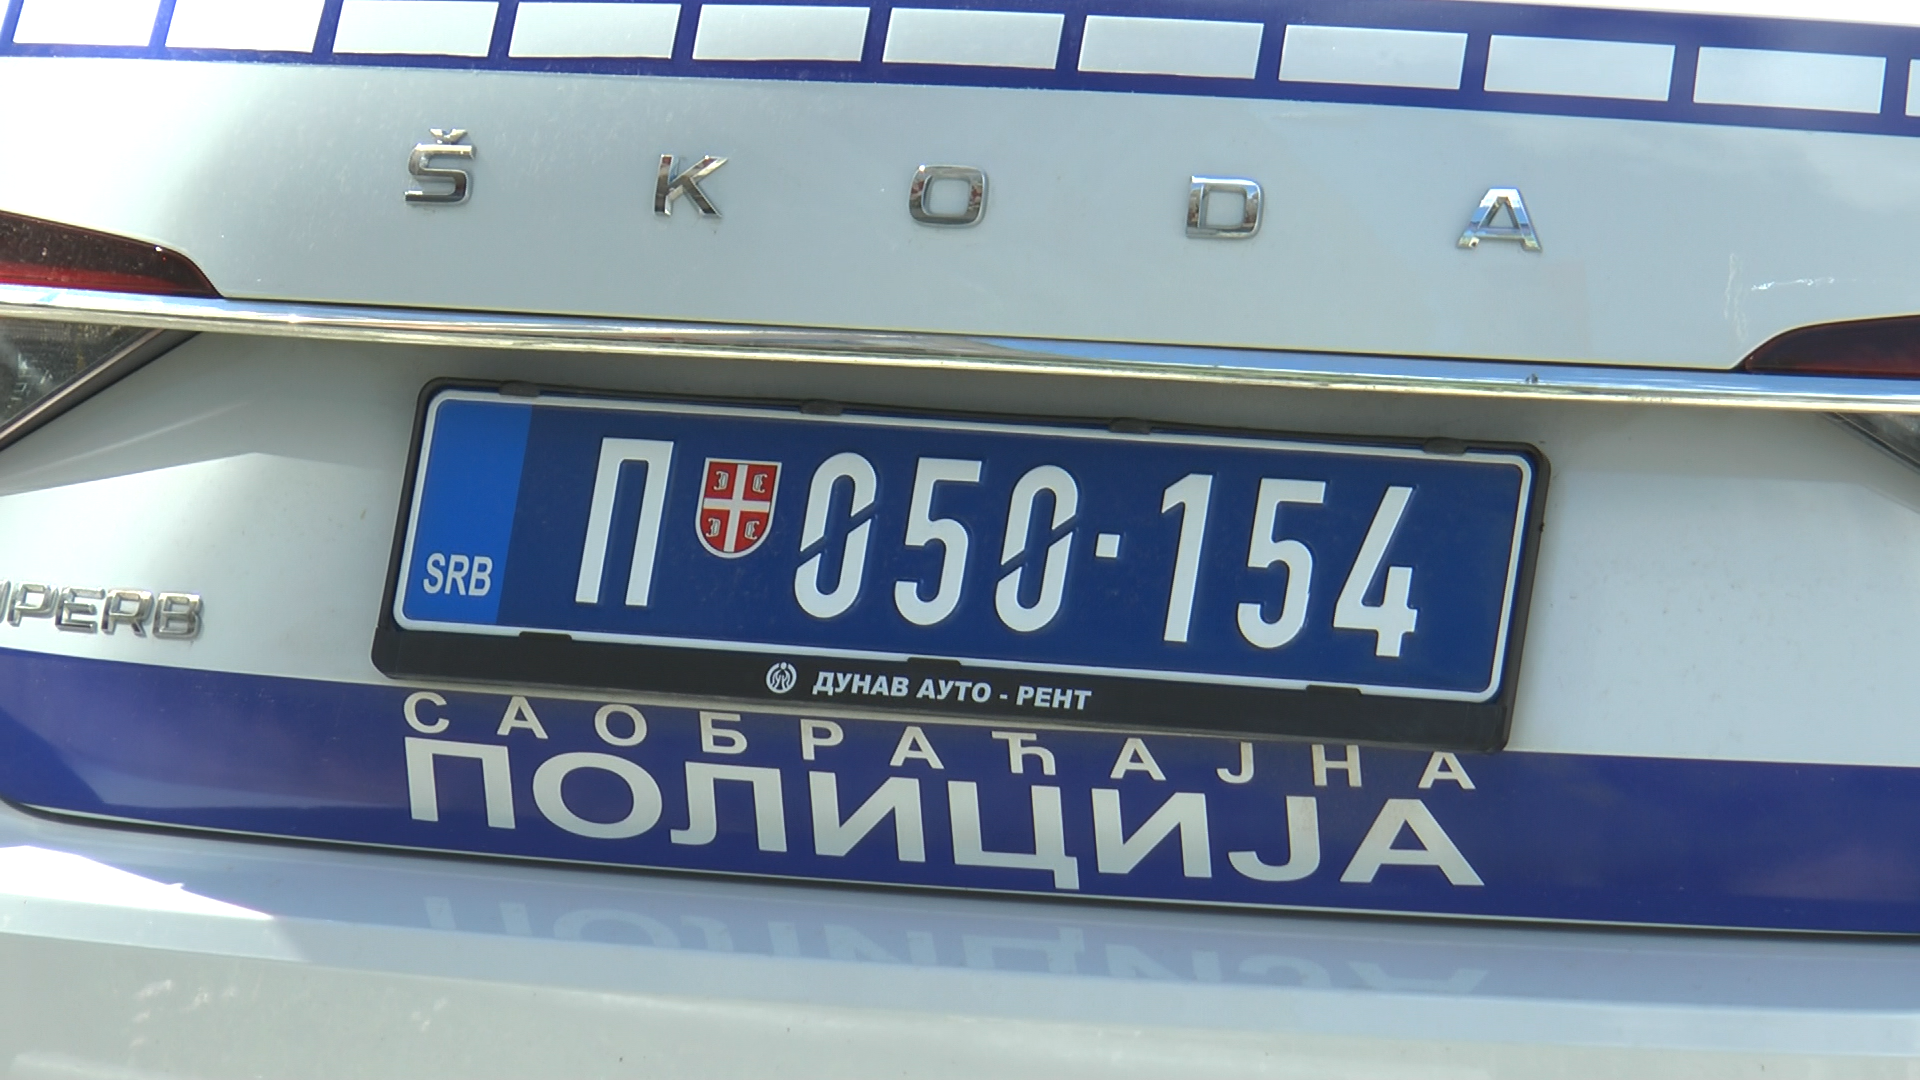 ŠKODA
SRB П 050-154
PERB
ДУНАВ АУТО - РЕНТ
САОБРАЋАЈНА
ПОЛИЦИЈА